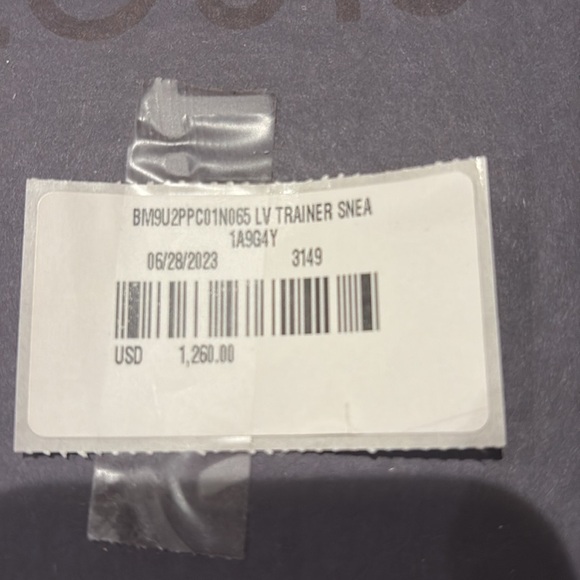 BM9U2PPC01N065 LV TRAINER SNEA
1A9G4Y
06/28/2023 3149
USD 1,260.00